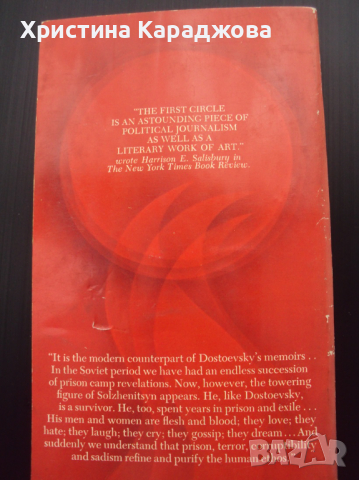 Христина Караджова
"THE FIRST CIRCLE
IS AN ASTOUNDING PIECE OF
POLITICAL JOURNALISM
AS WELL AS A
LITERARY WORK OF ART."
wrote Harrison E. Salisbury in
The New York Times Book Review.
"It is the modern counterpart of Dostoevsky's memoirs . .
In the Soviet period we have had an endless succession
of prison camp revelations. Now, however, the towering
figure of Solzhenitsyn appears. He, like Dostoevsky,
is a survivor. He, too, spent years in prison and exile . . .
His men and women are flesh and blood; they love; they
hate; they laugh; they cry; they gossip; they dream . . . And
suddenly we understand that prison, terror, corruptibility
and sadism refine and purify the human ethos."
BAZAR